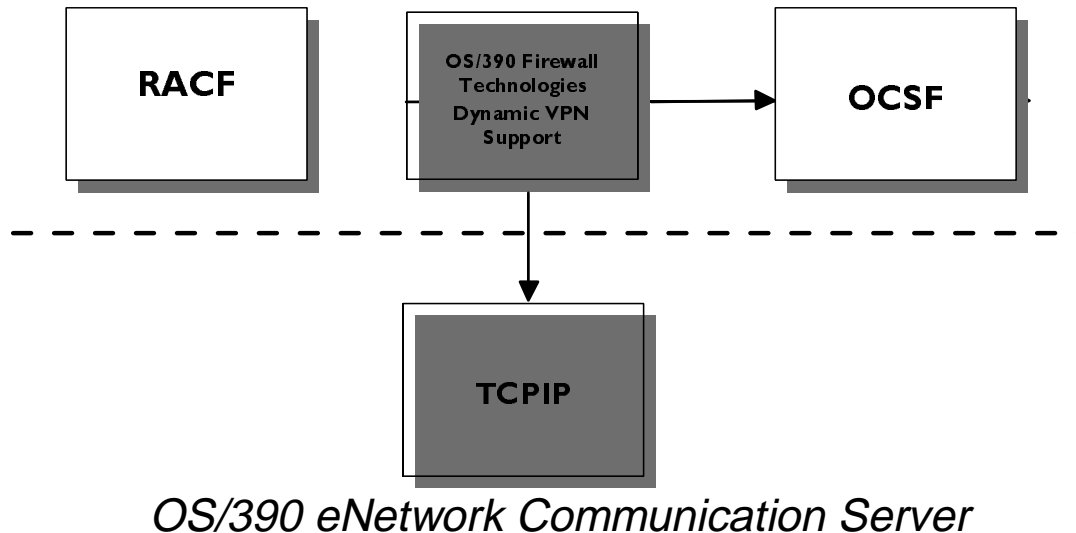 RACF
OS/390 Firewall
Technologies
Dynamic VPN
Support
OCSF
TCPIP
OS/390 eNetwork Communication Server